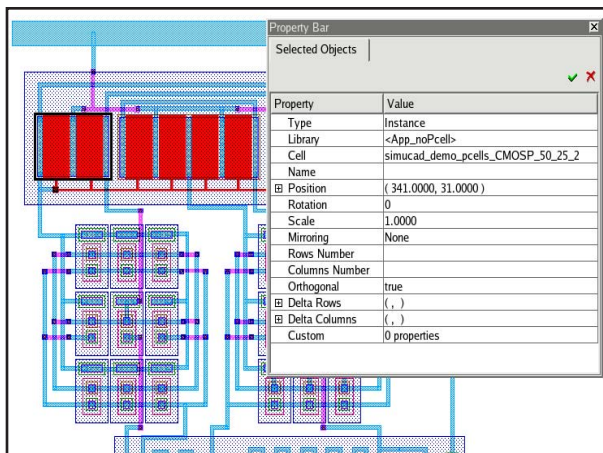 Property Bar
Selected Objects
Property Value
Type Instance
Library <App_noPcell>
Cell simucad_demo_pcells_CMOSP_50_25_2
Name
Position ( 341.0000, 31.0000 )
Rotation 0
Scale 1.0000
Mirroring None
Rows Number
Columns Number
Orthogonal true
Delta Rows ( , )
Delta Columns ( , )
Custom 0 properties